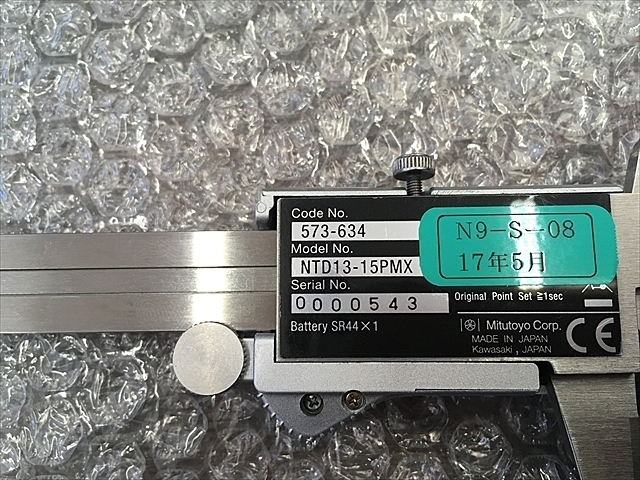 Code No.
573-634
Model No.
NTD13-15PMX
Serial No.
0000543
Battery SR44×1
N9-S-08
17年5月
Original Point Set ≧1sec
Mitutoyo Corp.
MADE IN JAPAN
Kawasaki, JAPAN
CE